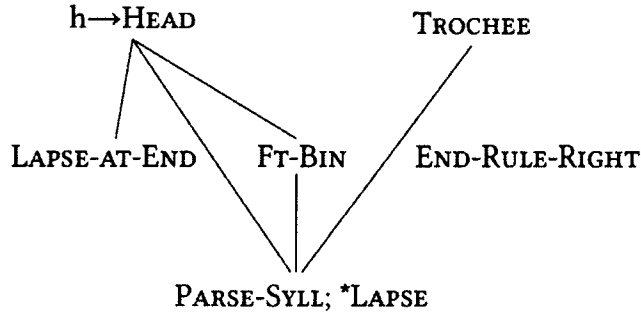 h→HEAD TROCHEE
LAPSE-AT-END FT-BIN END-RULE-RIGHT
PARSE-SYLL; *LAPSE